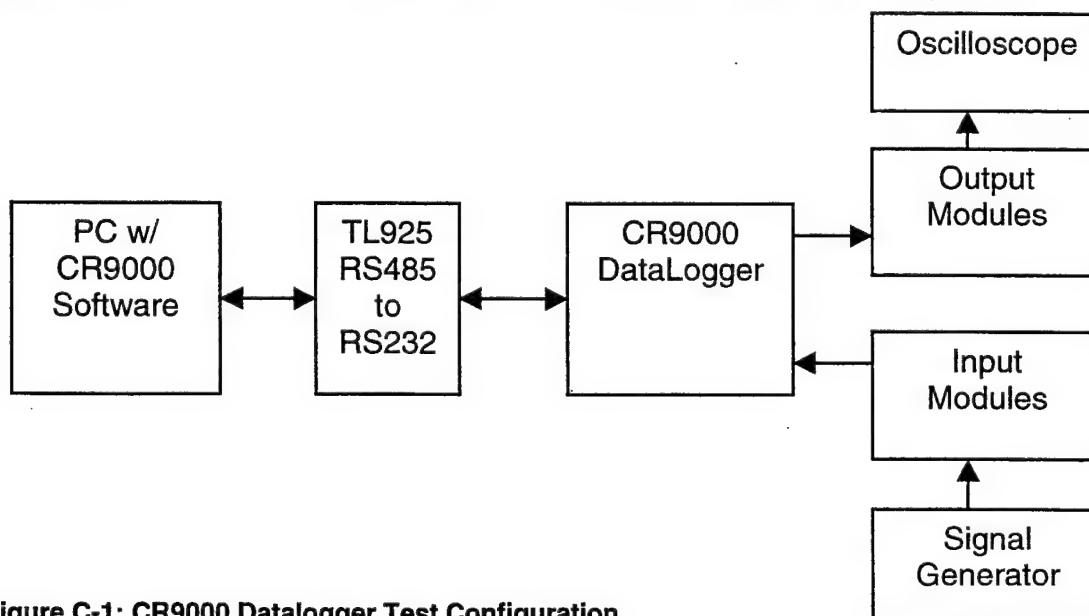 Oscilloscope
Output
Modules
PC w/
CR9000
Software
TL925
RS485
to
RS232
CR9000
DataLogger
Input
Modules
Signal
Generator
igure C-1: CR9000 Datalogger Test Configuration